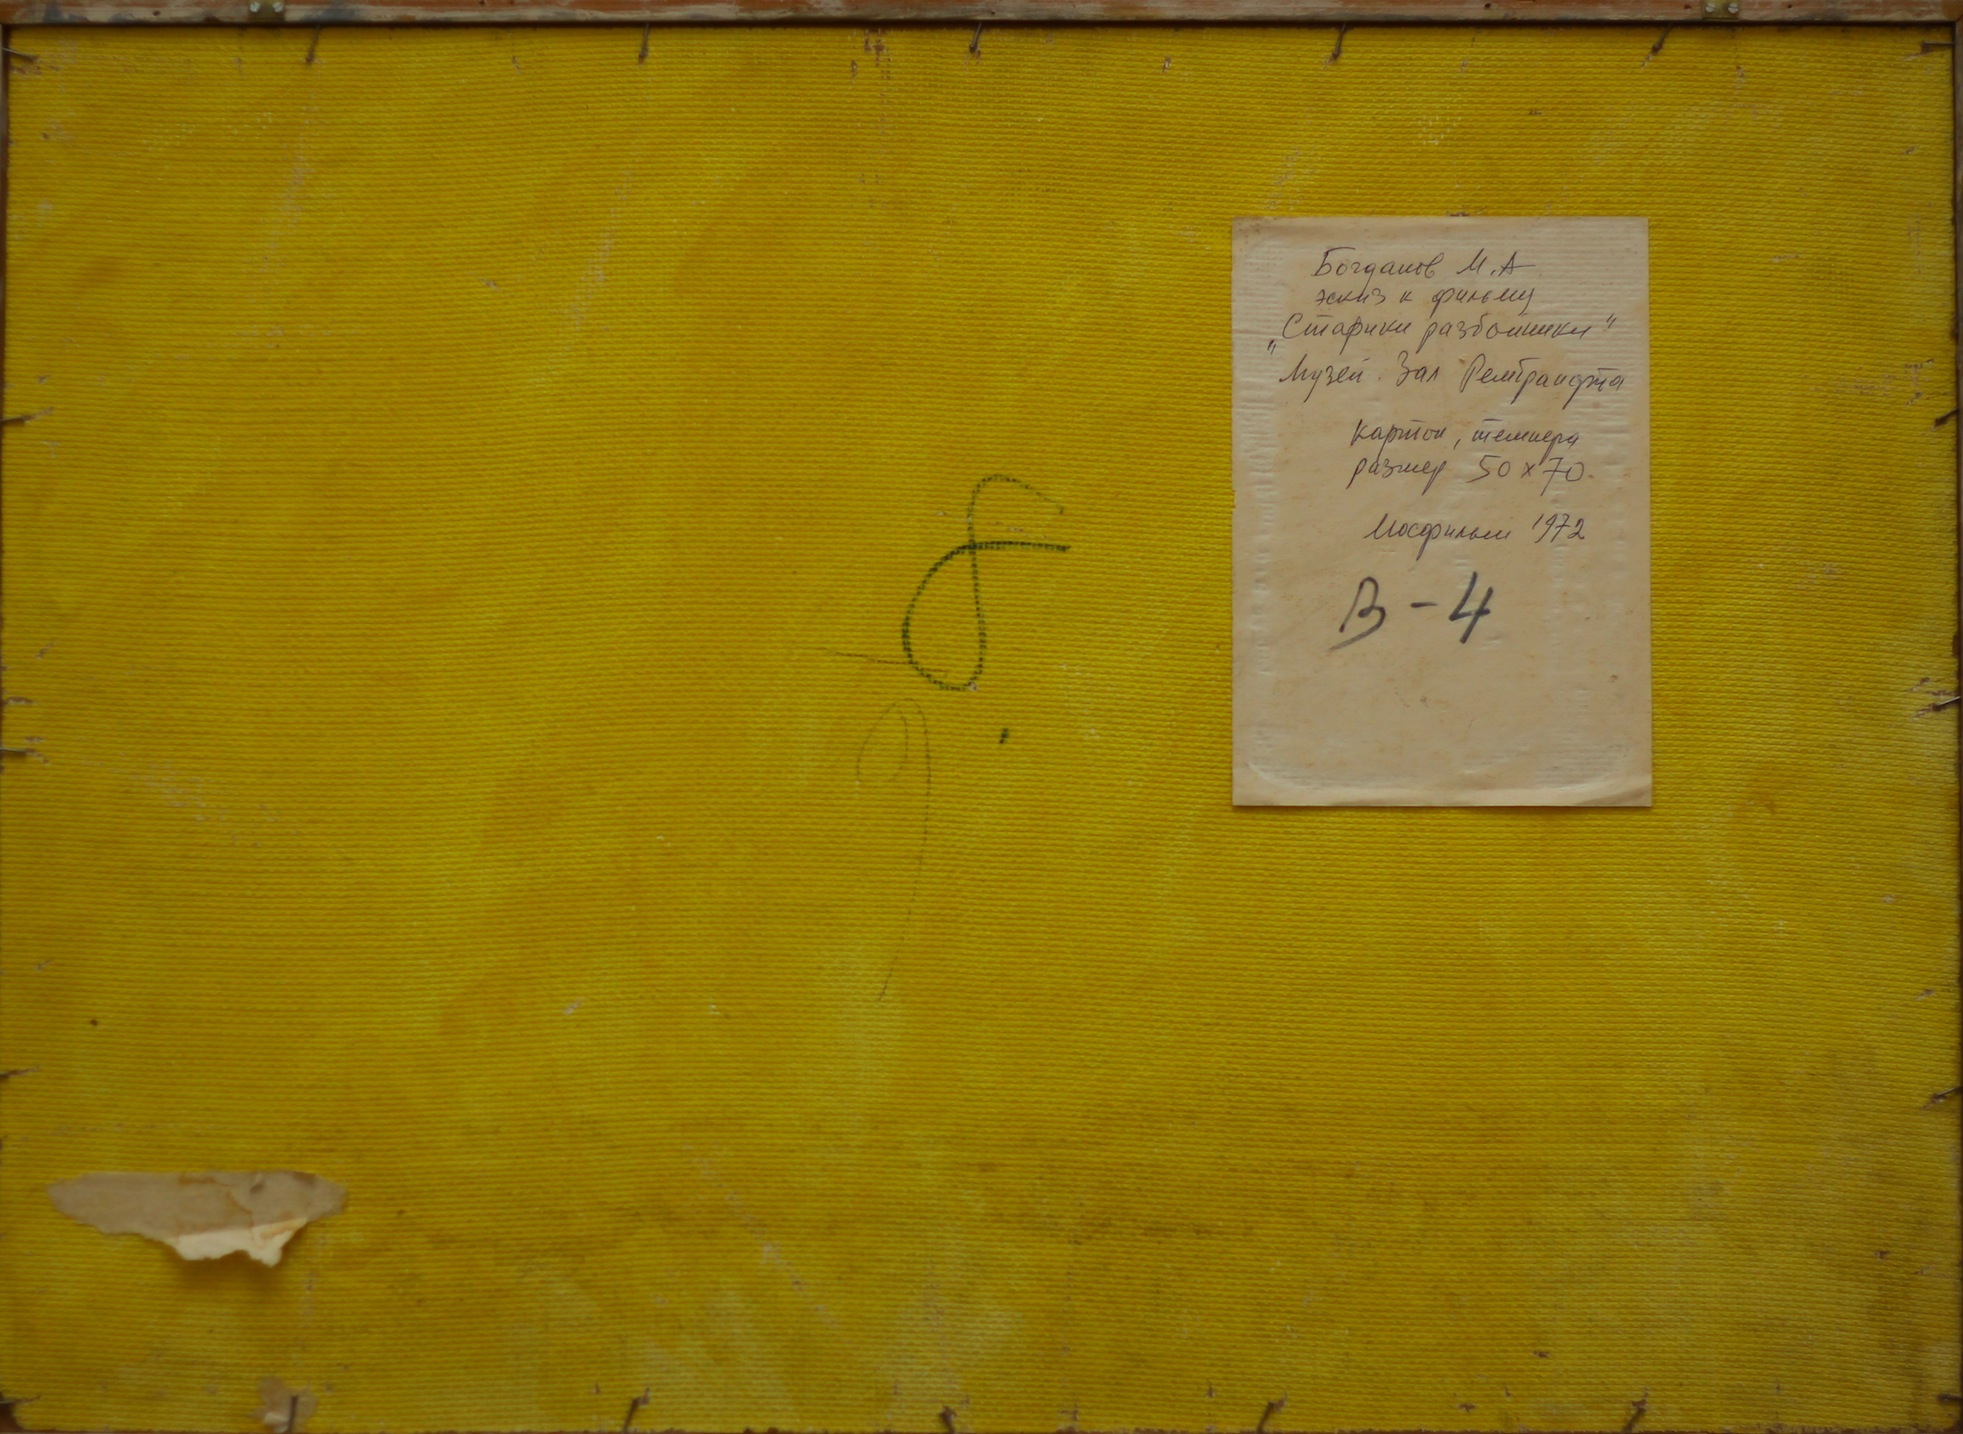 Богданов М.А
эскиз к фильму
„Старики разбойники"
Музей. Зал Рембрандта
картон, темпера
размер 50 х 70.
Мосфильм 1972
В-4